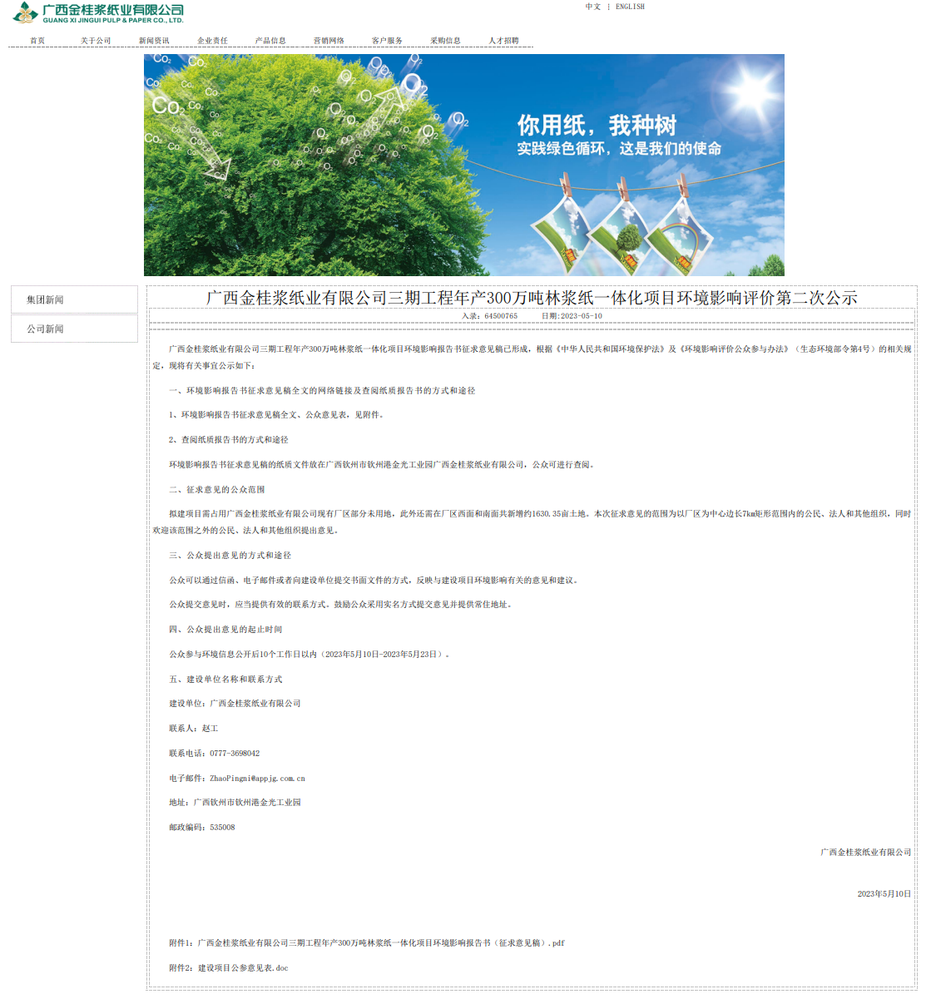 广西金桂浆纸业有限公司
GUANG XI JINGUI PULP & PAPER CO., LTD.
中文 ┊ ENGLISH
首页 关于公司 新闻资讯 企业责任 产品信息 营销网络 客户服务 采购信息 人才招聘
你用纸，我种树
实践绿色循环，这是我们的使命
集团新闻
公司新闻
广西金桂浆纸业有限公司三期工程年产300万吨林浆纸一体化项目环境影响评价第二次公示
入录：64500765 日期:2023-05-10
广西金桂浆纸业有限公司三期工程年产300万吨林浆纸一体化项目环境影响报告书征求意见稿已形成，根据《中华人民共和国环境保护法》及《环境影响评价公众参与办法》（生态环境部令第4号）的相关规
定，现将有关事宜公示如下：
一、环境影响报告书征求意见稿全文的网络链接及查阅纸质报告书的方式和途径
1、环境影响报告书征求意见稿全文、公众意见表，见附件。
2、查阅纸质报告书的方式和途径
环境影响报告书征求意见稿的纸质文件放在广西钦州市钦州港金光工业园广西金桂浆纸业有限公司，公众可进行查阅。
二、征求意见的公众范围
拟建项目需占用广西金桂浆纸业有限公司现有厂区部分未用地，此外还需在厂区西面和南面共新增约1630.35亩土地。本次征求意见的范围为以厂区为中心边长7km矩形范围内的公民、法人和其他组织，同时
欢迎该范围之外的公民、法人和其他组织提出意见。
三、公众提出意见的方式和途径
公众可以通过信函、电子邮件或者向建设单位提交书面文件的方式，反映与建设项目环境影响有关的意见和建议。
公众提交意见时，应当提供有效的联系方式。鼓励公众采用实名方式提交意见并提供常住地址。
四、公众提出意见的起止时间
公众参与环境信息公开后10个工作日以内（2023年5月10日-2023年5月23日）。
五、建设单位名称和联系方式
建设单位：广西金桂浆纸业有限公司
联系人：赵工
联系电话：0777-3698042
电子邮件：ZhaoPingni@appjg.com.cn
地址：广西钦州市钦州港金光工业园
邮政编码：535008
广西金桂浆纸业有限公司
2023年5月10日
附件1：广西金桂浆纸业有限公司三期工程年产300万吨林浆纸一体化项目环境影响报告书（征求意见稿）.pdf
附件2：建设项目公参意见表.doc